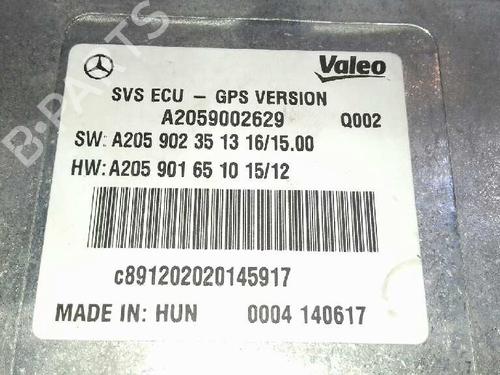 Valeo
SVS ECU - GPS VERSION
A2059002629 Q002
SW: A205 902 35 13 16/15.00
HW: A205 901 65 10 15/12
c891202020145917
MADE IN: HUN 0004 140617
B-PARTS